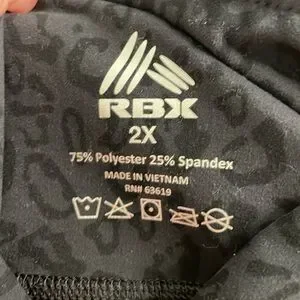 RBX
2X
75% Polyester 25% Spandex
MADE IN VIETNAM
RN# 63619